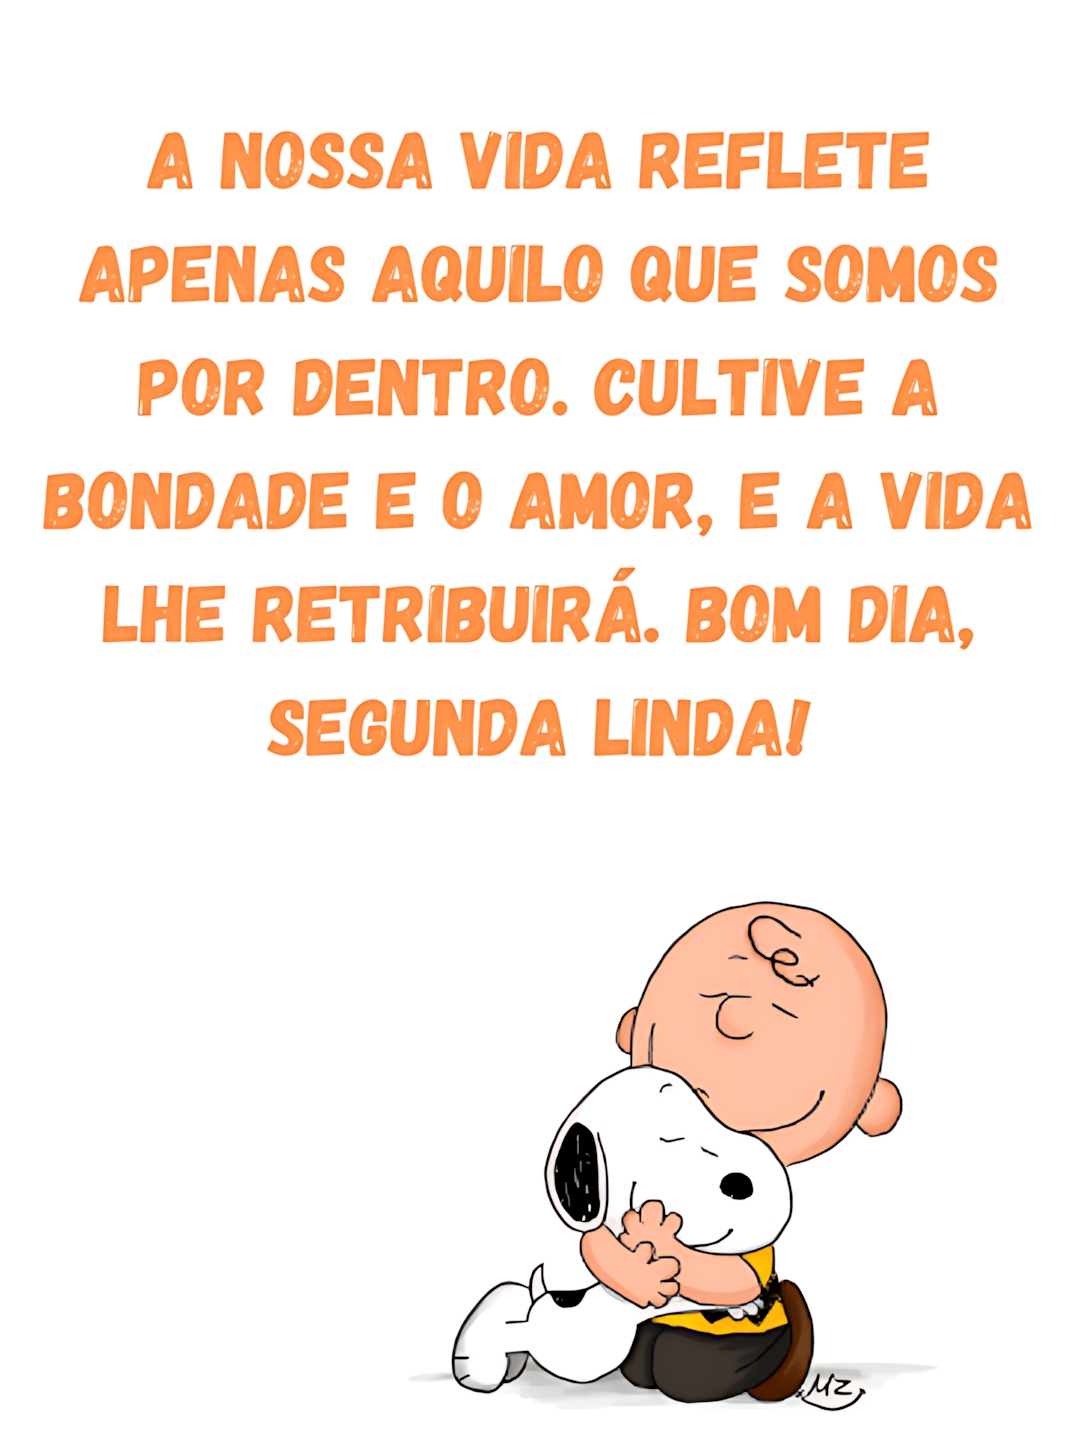 A NOSSA VIDA REFLETE
APENAS AQUILO QUE SOMOS
POR DENTRO. CULTIVE A
BONDADE E O AMOR, E A VIDA
LHE RETRIBUIRÁ. BOM DIA,
SEGUNDA LINDA!
MZ